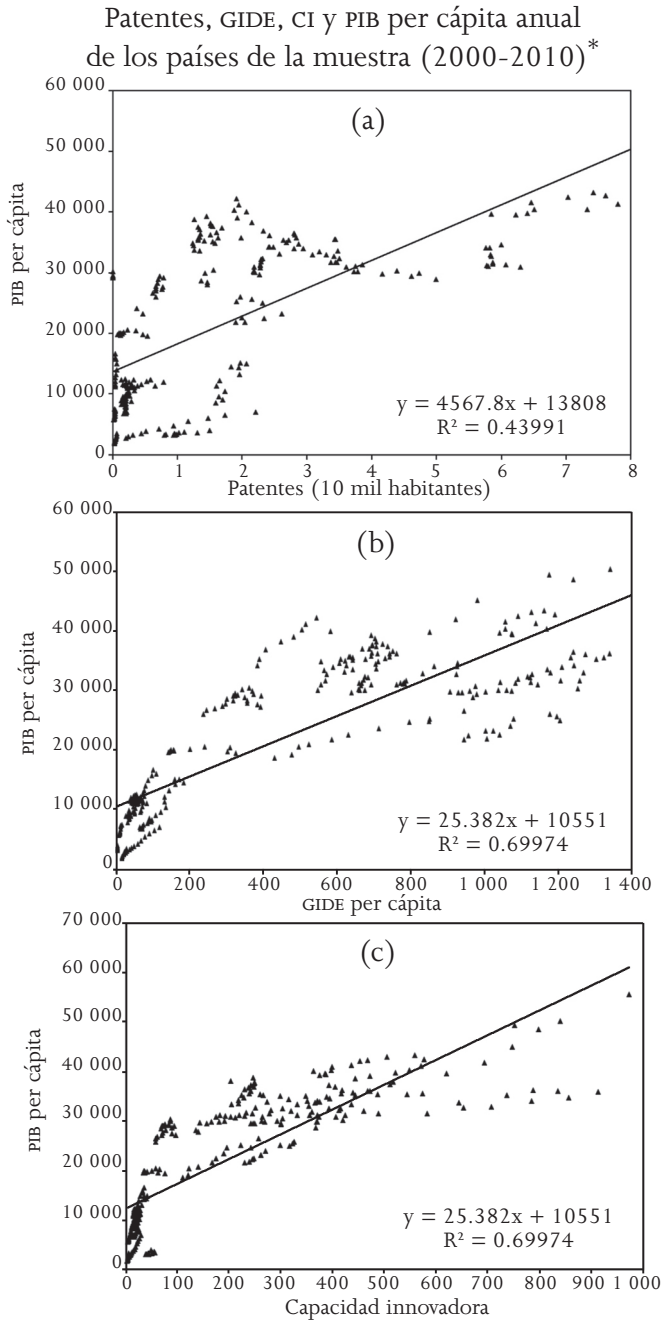 Patentes, GIDE, CI y PIB per cápita anual
de los países de la muestra (2000-2010)*
(a)
60 000
50 000
40 000
30 000
20 000
10 000
0
PIB per cápita
y = 4567.8x + 13808
R² = 0.43991
0 1 2 3 4 5 6 7 8
Patentes (10 mil habitantes)
(b)
60 000
50 000
40 000
30 000
20 000
10 000
0
PIB per cápita
y = 25.382x + 10551
R² = 0.69974
0 200 400 600 800 1 000 1 200 1 400
GIDE per cápita
(c)
70 000
60 000
50 000
40 000
30 000
20 000
10 000
0
PIB per cápita
y = 25.382x + 10551
R² = 0.69974
0 100 200 300 400 500 600 700 800 900 1 000
Capacidad innovadora